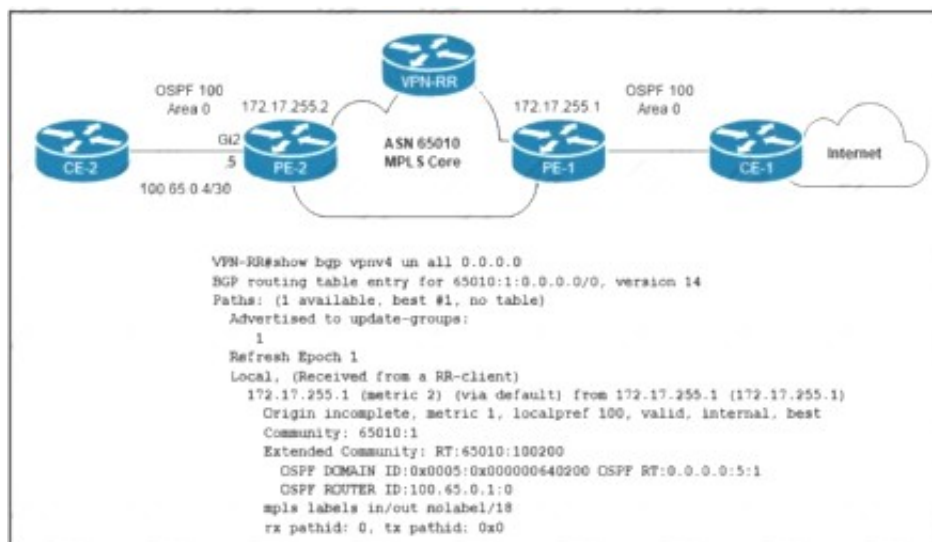 VPN-RR
OSPF 100
Area 0
172.17.255.2
172.17.255.1
OSPF 100
Area 0
ASN 65010
MPLS Core
Gi2
.5
CE-2
PE-2
PE-1
CE-1
Internet
100.65.0.4/30
VPN-RR#show bgp vpnv4 un all 0.0.0.0
BGP routing table entry for 65010:1:0.0.0.0/0, version 14
Paths: (1 available, best #1, no table)
Advertised to update-groups:
1
Refresh Epoch 1
Local, (Received from a RR-client)
172.17.255.1 (metric 2) (via default) from 172.17.255.1 (172.17.255.1)
Origin incomplete, metric 1, localpref 100, valid, internal, best
Community: 65010:1
Extended Community: RT:65010:100200
OSPF DOMAIN ID:0x0005:0x000000640200 OSPF RT:0.0.0.0:5:1
OSPF ROUTER ID:100.65.0.1:0
mpls labels in/out nolabel/18
rx pathid: 0, tx pathid: 0x0